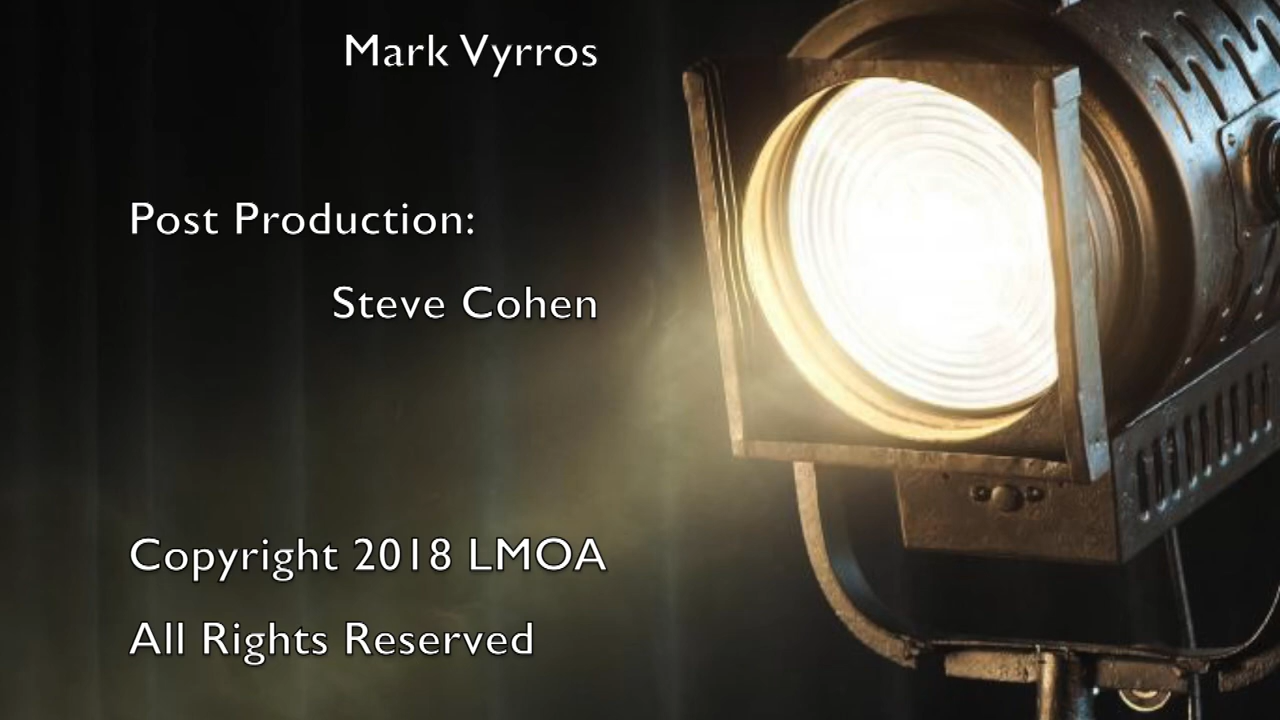 Mark Vyrros
Post Production:
Steve Cohen
Copyright 2018 LMOA
All Rights Reserved